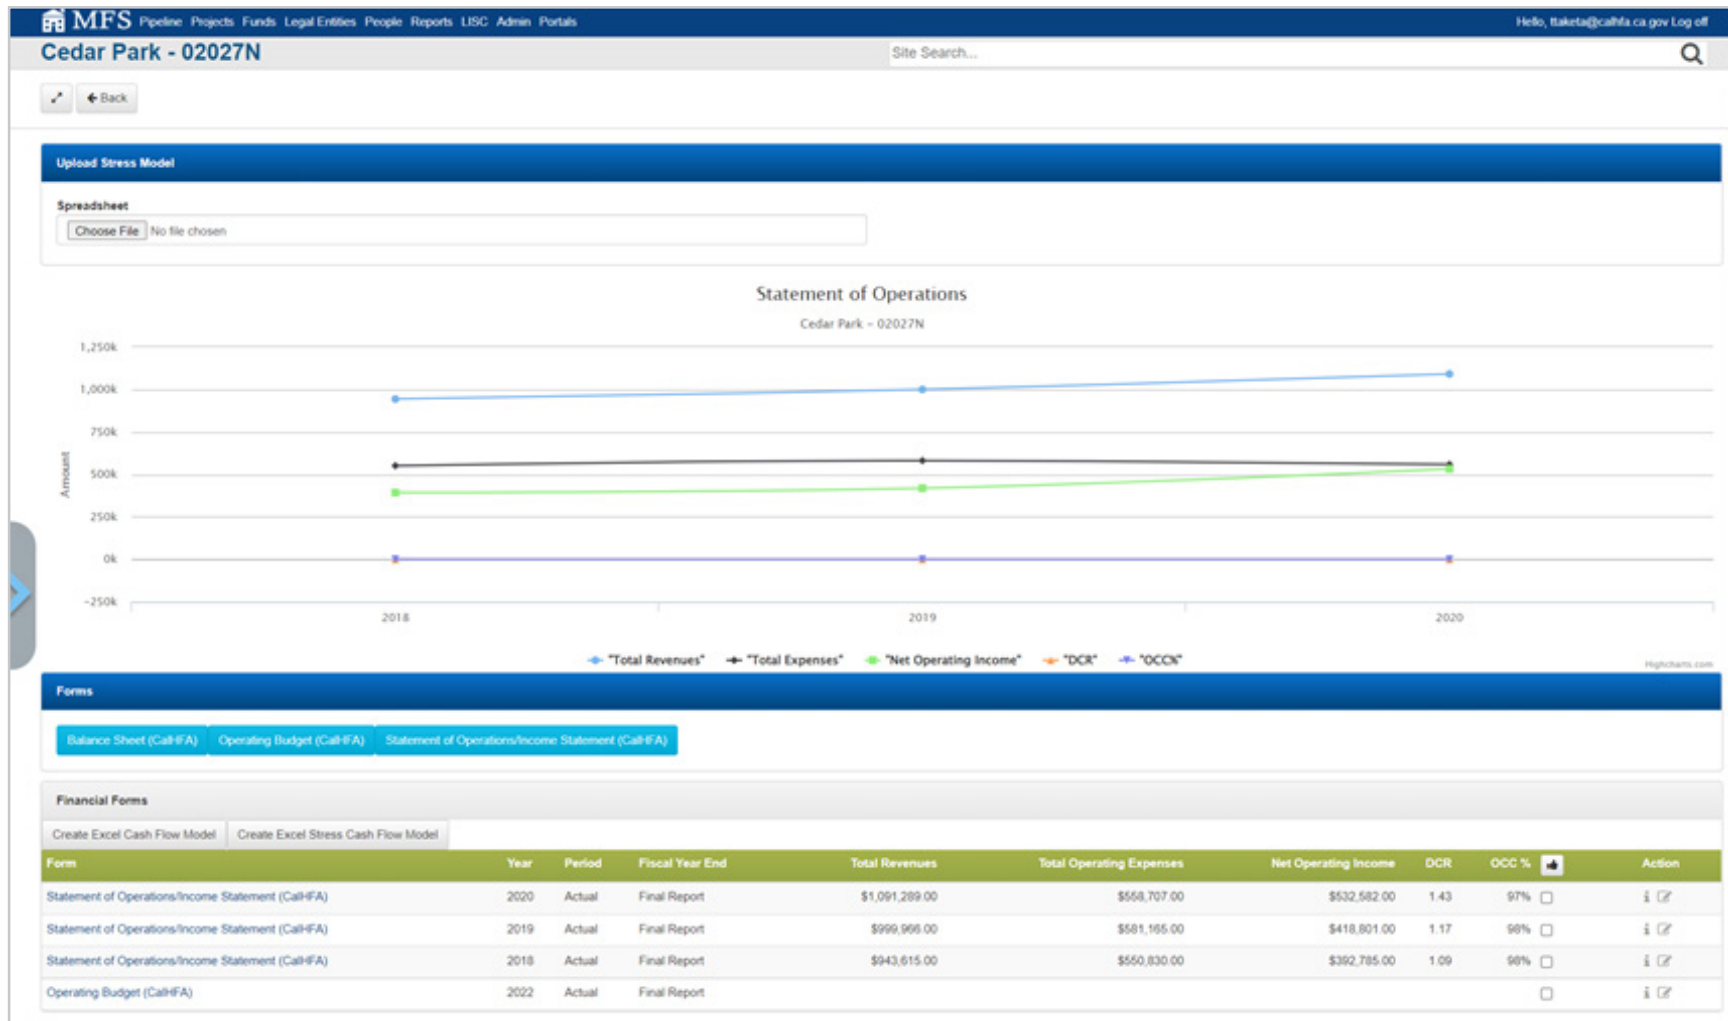 MFS Pipeline Projects Funds Legal Entities People Reports LISC Admin Portals Hello, ttaketa@calhfa.ca.gov Log off
Cedar Park - 02027N Site Search...
Back
Upload Stress Model
Spreadsheet
Choose File No file chosen
Statement of Operations
Cedar Park - 02027N
1,250k
1,000k
750k
500k
250k
0k
-250k
Amount
2018 2019 2020
"Total Revenues" "Total Expenses" "Net Operating Income" "DCR" "OCC%"
Highcharts.com
Forms
Balance Sheet (CalHFA) Operating Budget (CalHFA) Statement of Operations/Income Statement (CalHFA)
Financial Forms
Create Excel Cash Flow Model Create Excel Stress Cash Flow Model
Form Year Period Fiscal Year End Total Revenues Total Operating Expenses Net Operating Income DCR OCC % Action
Statement of Operations/Income Statement (CalHFA) 2020 Actual Final Report $1,091,289.00 $558,707.00 $532,582.00 1.43 97%
Statement of Operations/Income Statement (CalHFA) 2019 Actual Final Report $999,966.00 $581,165.00 $418,801.00 1.17 98%
Statement of Operations/Income Statement (CalHFA) 2018 Actual Final Report $943,615.00 $550,830.00 $392,785.00 1.09 98%
Operating Budget (CalHFA) 2022 Actual Final Report